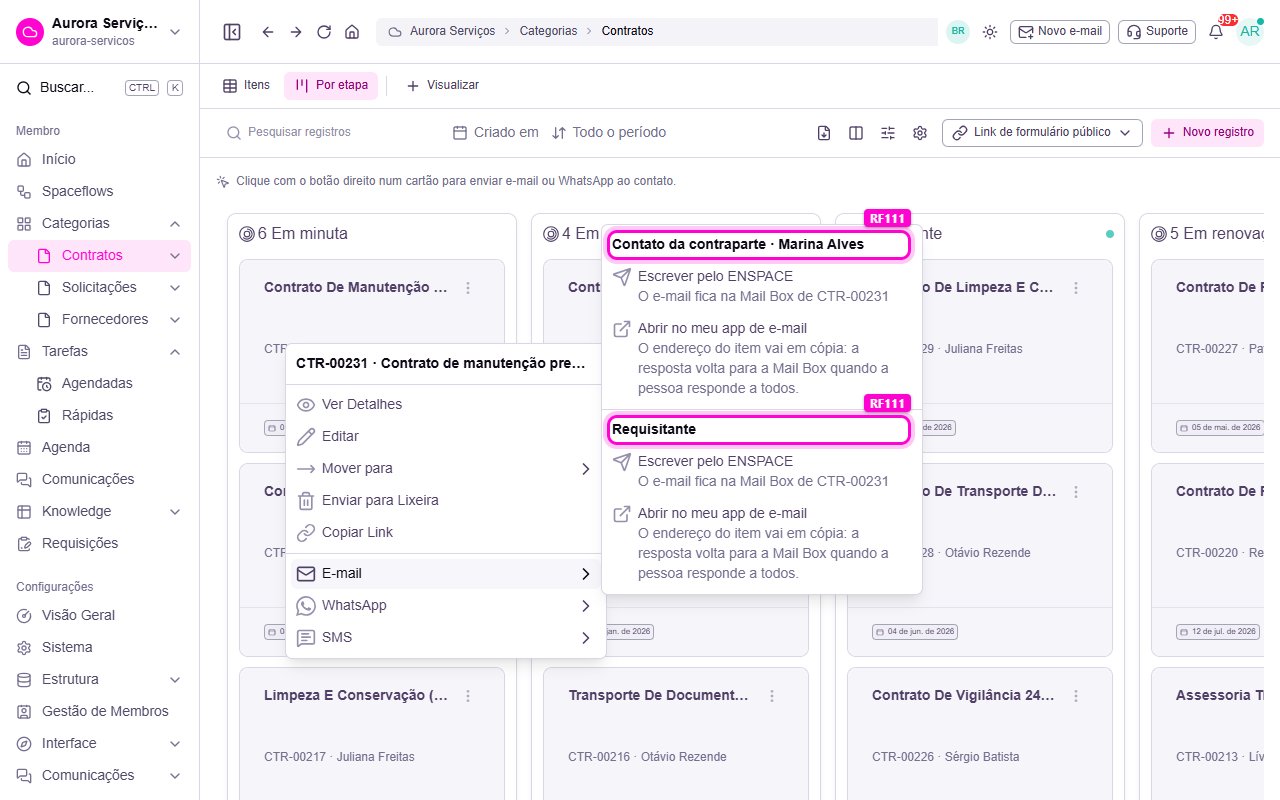 Aurora Serviç...
aurora-servicos
Aurora Serviços
Categorias
Contratos
BR
Novo e-mail
Suporte
99+
AR
Buscar...
CTRL
K
Membro
Início
Spaceflows
Categorias
Contratos
Solicitações
Fornecedores
Tarefas
Agendadas
Rápidas
Agenda
Comunicações
Knowledge
Requisições
Configurações
Visão Geral
Sistema
Estrutura
Gestão de Membros
Interface
Comunicações
Itens
Por etapa
Visualizar
Pesquisar registros
Criado em
Todo o período
Link de formulário público
Novo registro
Clique com o botão direito num cartão para enviar e-mail ou WhatsApp ao contato.
6 Em minuta
Contrato De Manutenção ...
CTR-00231 · Contrato de manutenção pre...
Ver Detalhes
Editar
Mover para
Enviar para Lixeira
Copiar Link
E-mail
WhatsApp
SMS
Limpeza E Conservação (...
CTR-00217 · Juliana Freitas
4 Em
RF111
Contato da contraparte · Marina Alves
Escrever pelo ENSPACE
O e-mail fica na Mail Box de CTR-00231
Abrir no meu app de e-mail
O endereço do item vai em cópia: a
resposta volta para a Mail Box quando a
pessoa responde a todos.
RF111
Requisitante
Escrever pelo ENSPACE
O e-mail fica na Mail Box de CTR-00231
Abrir no meu app de e-mail
O endereço do item vai em cópia: a
resposta volta para a Mail Box quando a
pessoa responde a todos.
jan. de 2026
Transporte De Document...
CTR-00216 · Otávio Rezende
nte
o De Limpeza E C...
29 · Juliana Freitas
de 2026
o De Transporte D...
28 · Otávio Rezende
04 de jun. de 2026
Contrato De Vigilância 24...
CTR-00226 · Sérgio Batista
5 Em renovaç
Contrato De
CTR-00227 · Pa
05 de mai. de 2026
Contrato De
CTR-00220 · Re
12 de jul. de 2026
Assessoria T
CTR-00213 · Lív